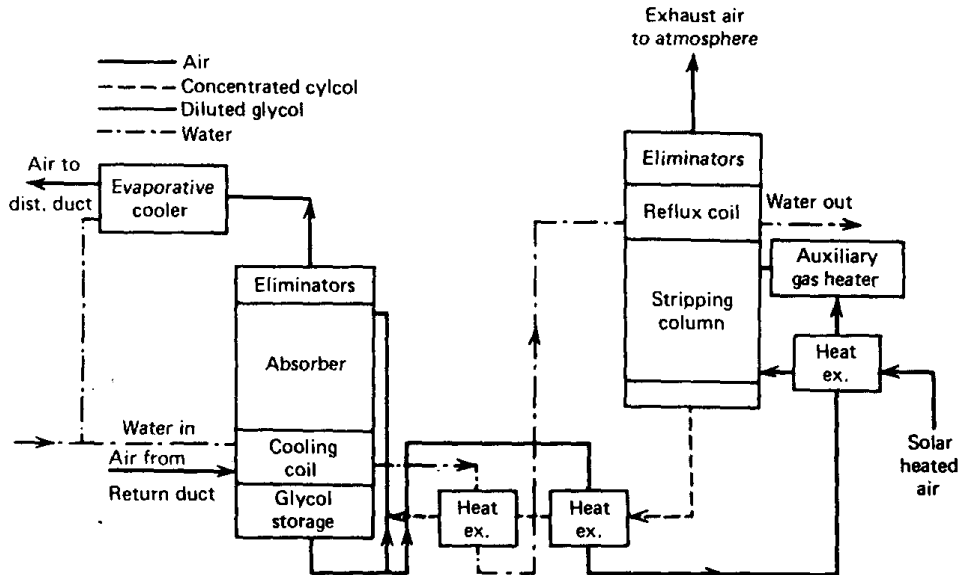 Exhaust air
to atmosphere
Air
Concentrated cylcol
Diluted glycol
Water
Air to
dist. duct
Evaporative
cooler
Eliminators
Reflux coil
Water out
Auxiliary
gas heater
Stripping
column
Heat
ex.
Solar
heated
air
Eliminators
Absorber
Water in
Air from
Return duct
Cooling
coil
Glycol
storage
Heat
ex.
Heat
ex.